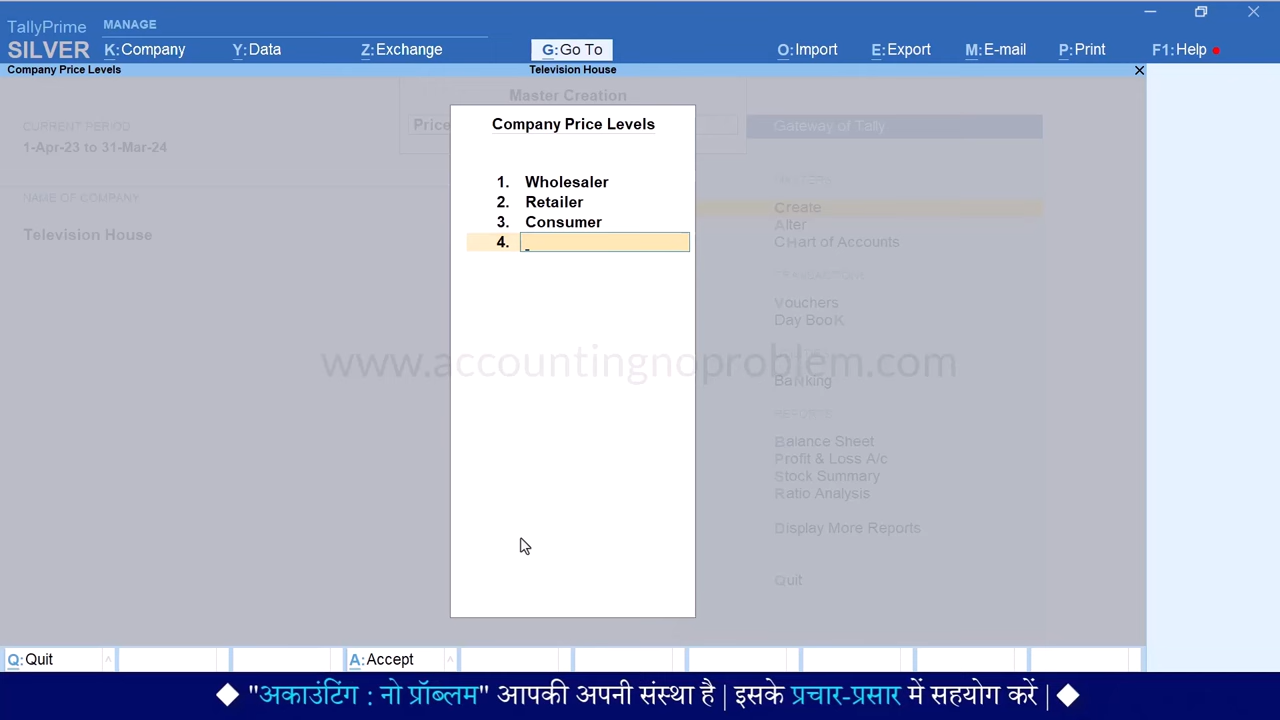 TallyPrime
MANAGE
SILVER
K:Company
Y:Data
Z:Exchange
G:Go To
O:Import
E:Export
M:E-mail
P:Print
F1:Help
Company Price Levels
Television House
Master Creation
Price
Company Price Levels
Gateway of Tally
CURRENT PERIOD
1-Apr-23 to 31-Mar-24
NAME OF COMPANY
Television House
1. Wholesaler
2. Retailer
3. Consumer
4.
Create
Alter
CHart of Accounts
Vouchers
Day BooK
www.accountingnoproblem.com
BaNking
Balance Sheet
Profit & Loss A/c
Stock Summary
Ratio Analysis
Display More Reports
Quit
Q:Quit
A:Accept
◆ "अकाउंटिंग : नो प्रॉब्लम" आपकी अपनी संस्था है | इसके प्रचार-प्रसार में सहयोग करें | ◆